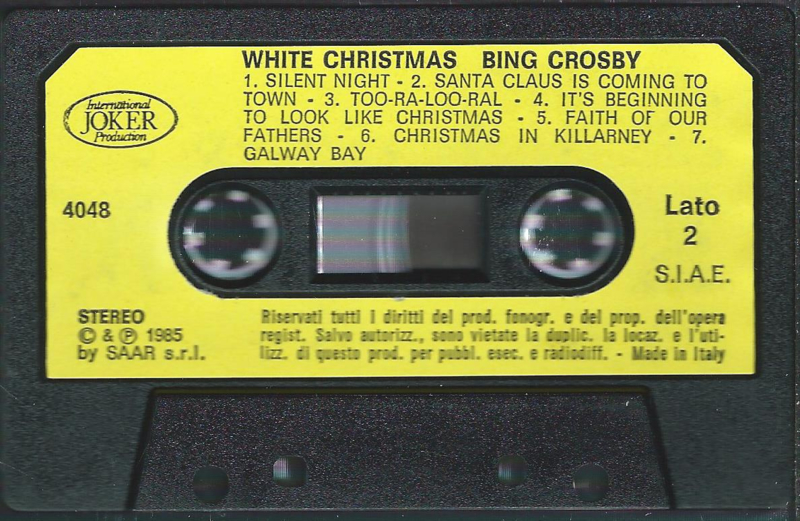 WHITE CHRISTMAS BING CROSBY
1. SILENT NIGHT - 2. SANTA CLAUS IS COMING TO
TOWN - 3. TOO-RA-LOO-RAL - 4. IT'S BEGINNING
TO LOOK LIKE CHRISTMAS - 5. FAITH OF OUR
FATHERS - 6. CHRISTMAS IN KILLARNEY - 7.
GALWAY BAY
International
JOKER
Production
4048
Lato
2
S.I.A.E.
STEREO
© & ℗ 1985
by SAAR s.r.l.
Riservati tutti i diritti del prod. fonogr. e del prop. dell'opera
regist. Salvo autorizz., sono vietate la duplic. la locaz. e l'uti-
lizz. di questo prod. per pubbl. esec. e radiodiff. - Made in Italy